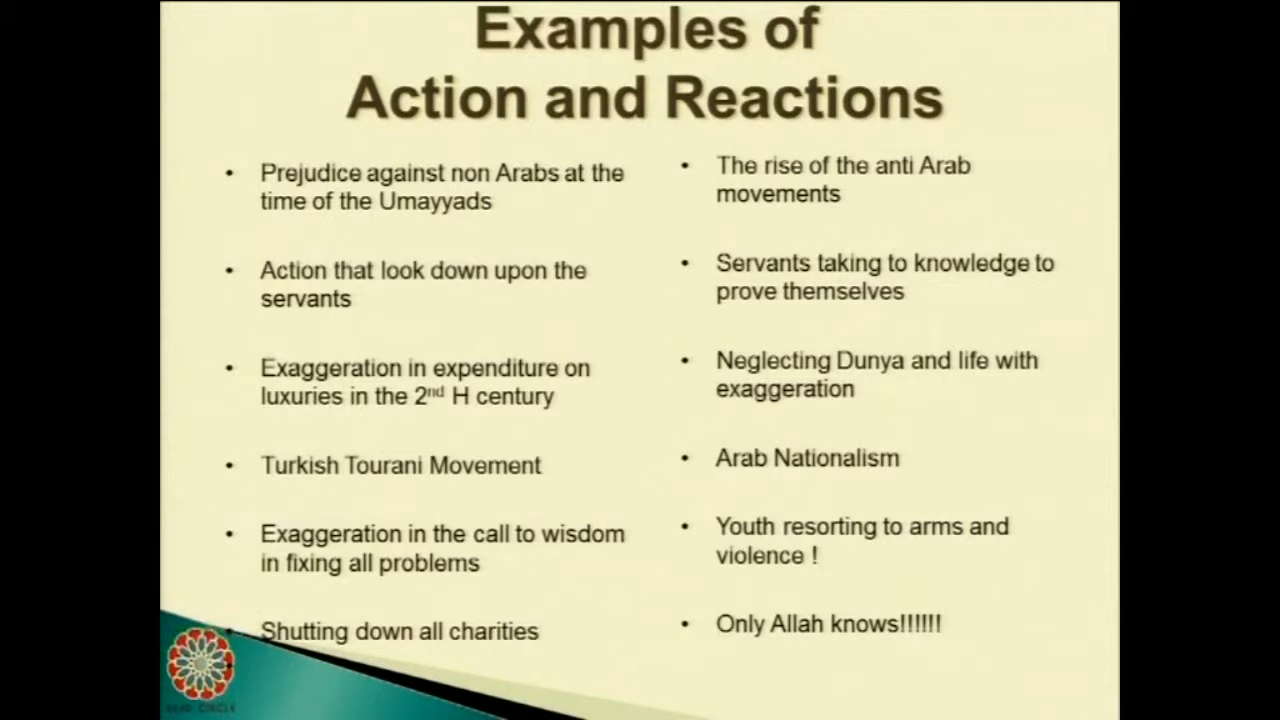 Examples of
Action and Reactions
• Prejudice against non Arabs at the
time of the Umayyads
• Action that look down upon the
servants
• Exaggeration in expenditure on
luxuries in the 2nd H century
• Turkish Tourani Movement
• Exaggeration in the call to wisdom
in fixing all problems
• Shutting down all charities
• The rise of the anti Arab
movements
• Servants taking to knowledge to
prove themselves
• Neglecting Dunya and life with
exaggeration
• Arab Nationalism
• Youth resorting to arms and
violence !
• Only Allah knows!!!!!!
CIRCLE